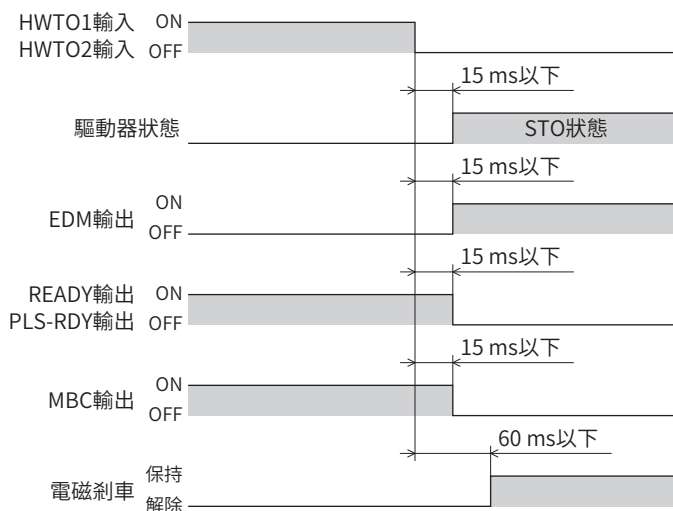 HWTO1輸入 ON
HWTO2輸入 OFF
15 ms以下
驅動器狀態
STO狀態
15 ms以下
ON
EDM輸出
OFF
15 ms以下
READY輸出 ON
PLS-RDY輸出 OFF
15 ms以下
ON
MBC輸出
OFF
60 ms以下
保持
電磁剎車
解除